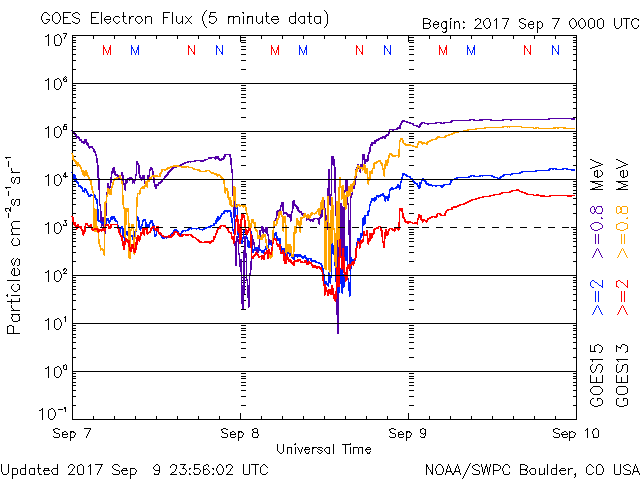 GOES Electron Flux (5 minute data)
Begin: 2017 Sep 7 0000 UTC
M M N N M M N N M M N N
10⁷
10⁶
10⁵
10⁴
10³
10²
10¹
10⁰
10⁻¹
Particles cm⁻²s⁻¹sr⁻¹
GOES15 >=2 >=0.8 MeV
GOES13 >=2 >=0.8 MeV
Sep 7 Sep 8 Sep 9 Sep 10
Universal Time
Updated 2017 Sep 9 23:56:02 UTC
NOAA/SWPC Boulder, CO USA